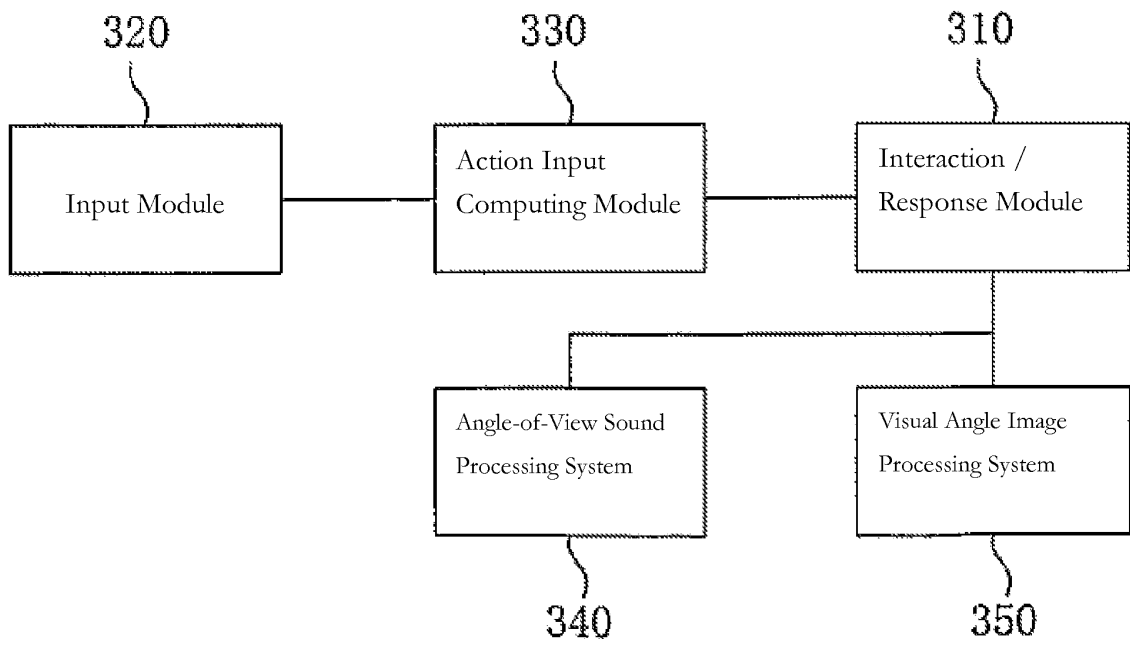 320
330
310
Input Module
Action Input
Computing Module
Interaction /
Response Module
Angle-of-View Sound
Processing System
Visual Angle Image
Processing System
340
350